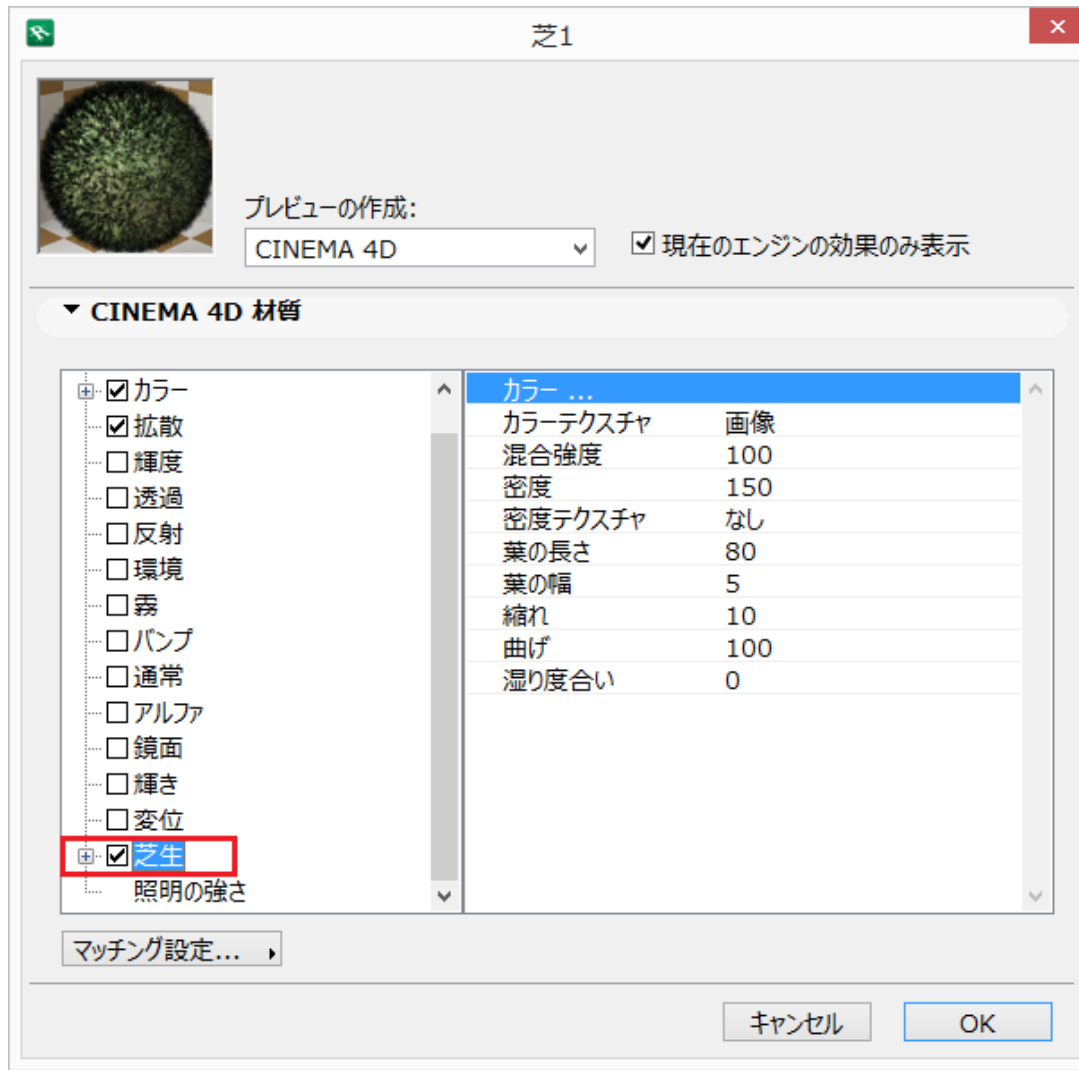 芝1
プレビューの作成:
CINEMA 4D
現在のエンジンの効果のみ表示
CINEMA 4D 材質
カラー
拡散
輝度
透過
反射
環境
霧
バンプ
通常
アルファ
鏡面
輝き
変位
芝生
照明の強さ
カラー ...
カラーテクスチャ 画像
混合強度 100
密度 150
密度テクスチャ なし
葉の長さ 80
葉の幅 5
縮れ 10
曲げ 100
湿り度合い 0
マッチング設定...
キャンセル
OK